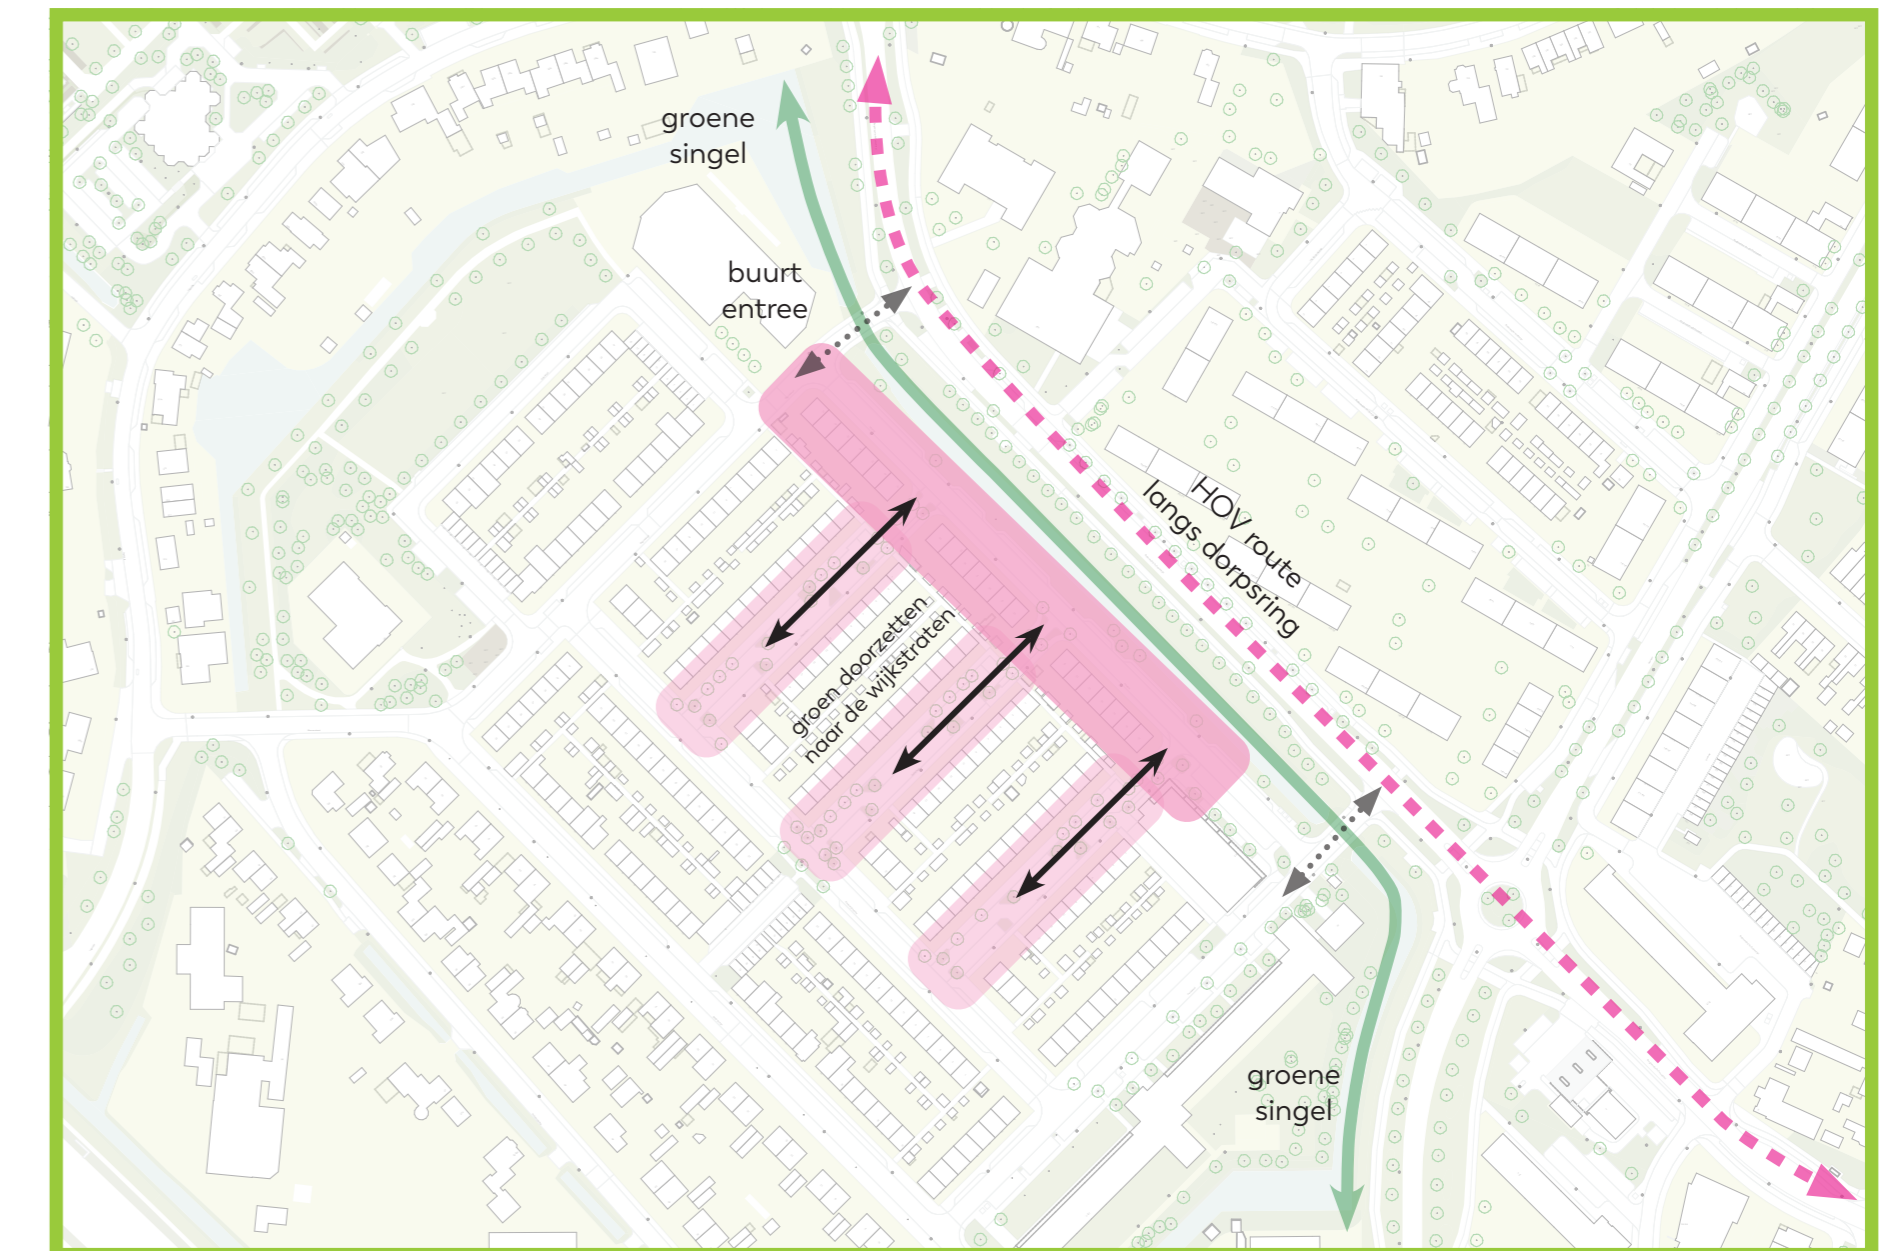 groene
singel
buurt
entree
HOV route
langs dorpsring
groen doorzetten
naar de wijkstraten
groene
singel